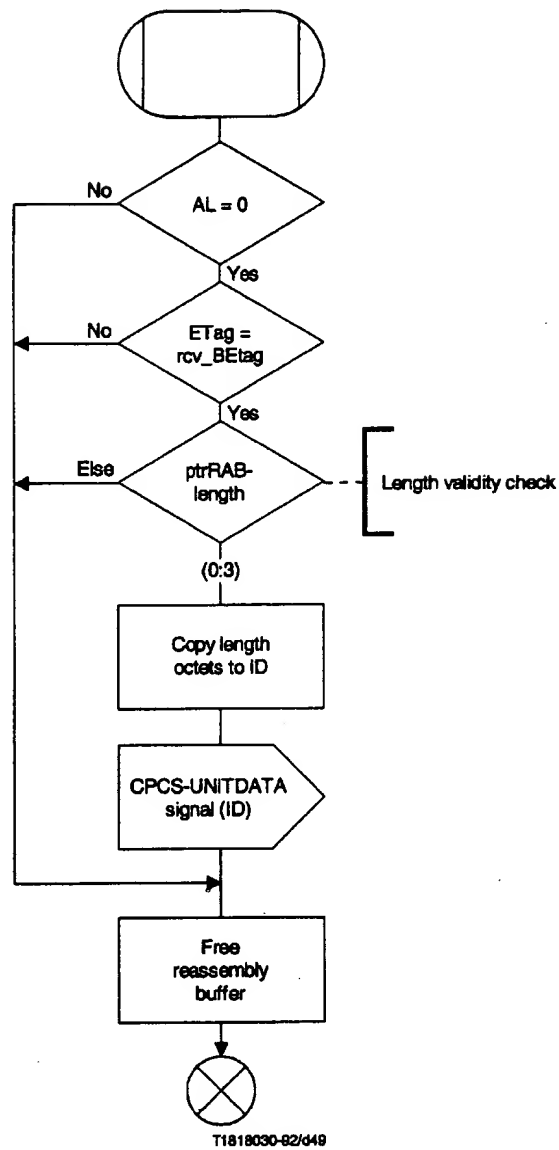 No
AL = 0
Yes
No
ETag =
rcv_BEtag
Yes
Else
ptrRAB-
length
Length validity check
(0:3)
Copy length
octets to ID
CPCS-UNITDATA
signal (ID)
Free
reassembly
buffer
T1818030-92/d49